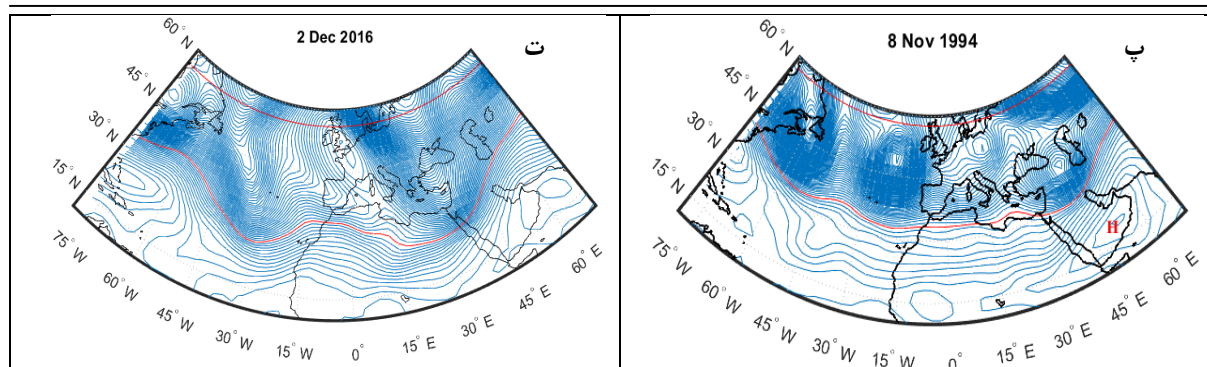 2 Dec 2016
ت
60° N
45° N
30° N
15° N
75° W
60° W
45° W
30° W
15° W
0°
15° E
30° E
45° E
60° E
8 Nov 1994
پ
60° N
45° N
30° N
15° N
75° W
60° W
45° W
30° W
15° W
0°
15° E
30° E
45° E
60° E
H